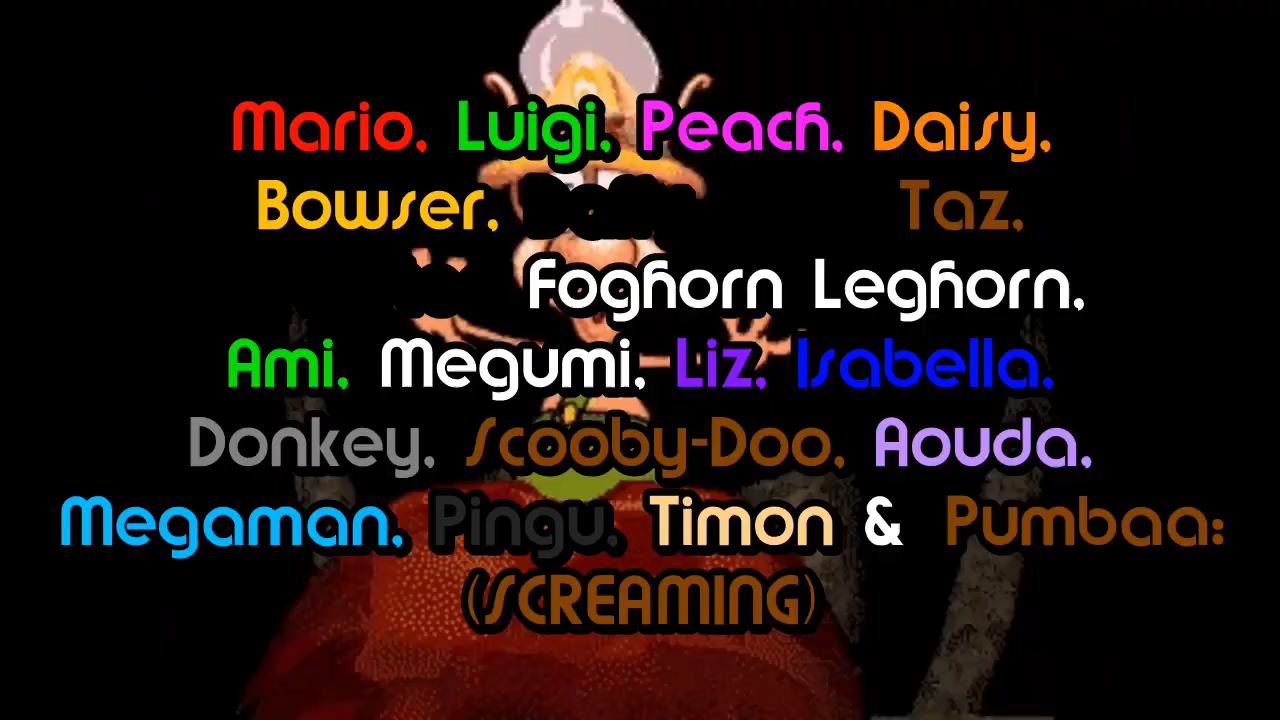 Mario, Luigi, Peach, Daisy,
Bowser, Taz,
Foghorn Leghorn,
Ami, Megumi, Liz, Isabella,
Donkey, Scooby-Doo, Aouda,
Megaman, Pingu, Timon & Pumbaa:
(SCREAMING)